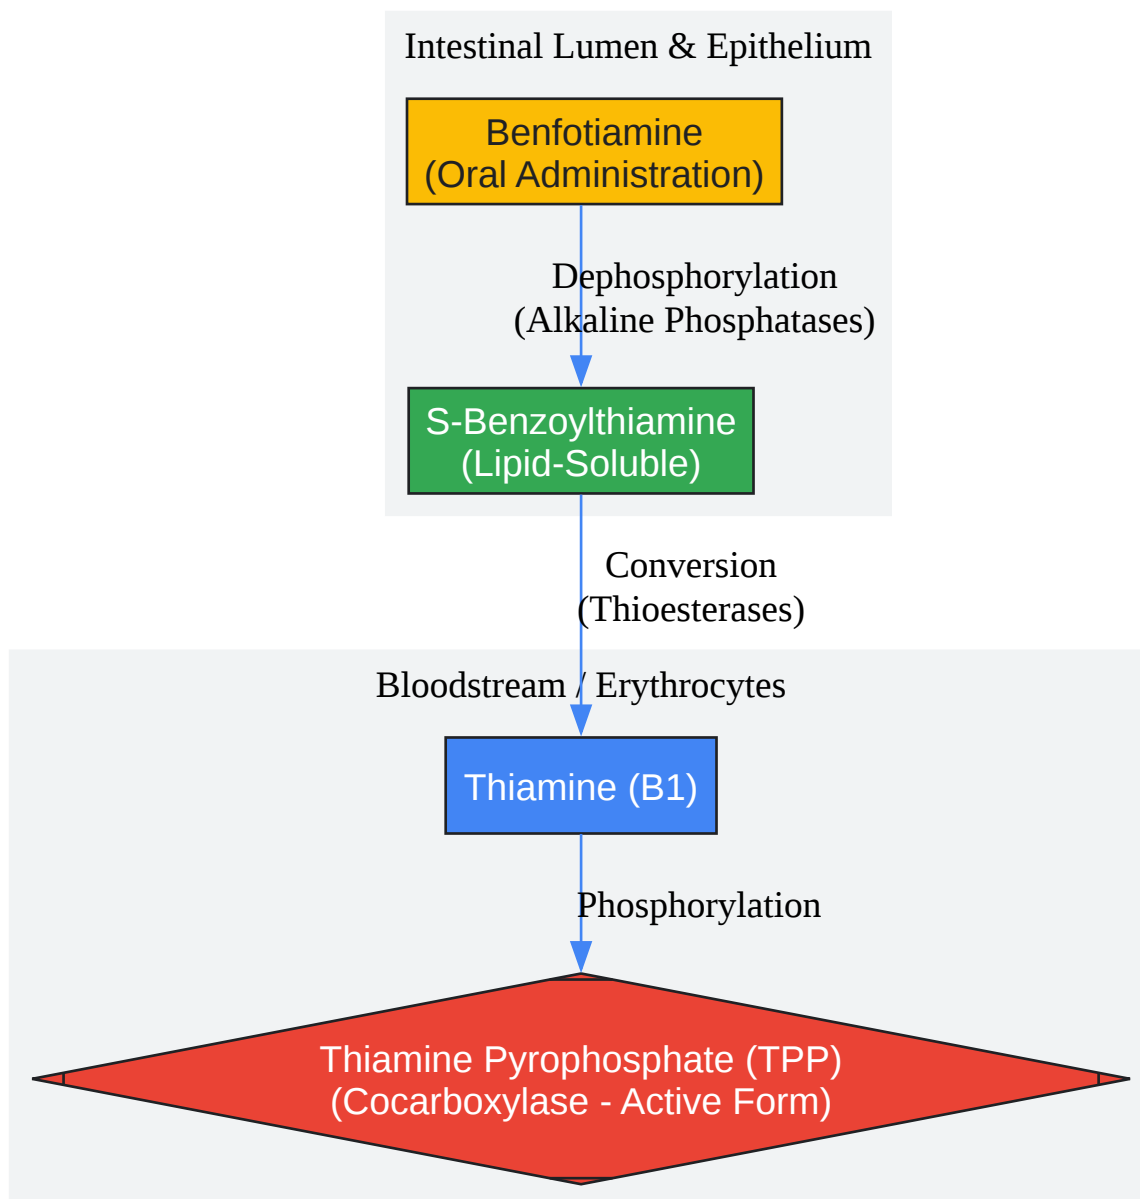 Intestinal Lumen & Epithelium
Benfotiamine
(Oral Administration)
Dephosphorylation
(Alkaline Phosphatases)
S-Benzoylthiamine
(Lipid-Soluble)
Conversion
(Thioesterases)
Bloodstream / Erythrocytes
Thiamine (B1)
Phosphorylation
Thiamine Pyrophosphate (TPP)
(Cocarboxylase - Active Form)